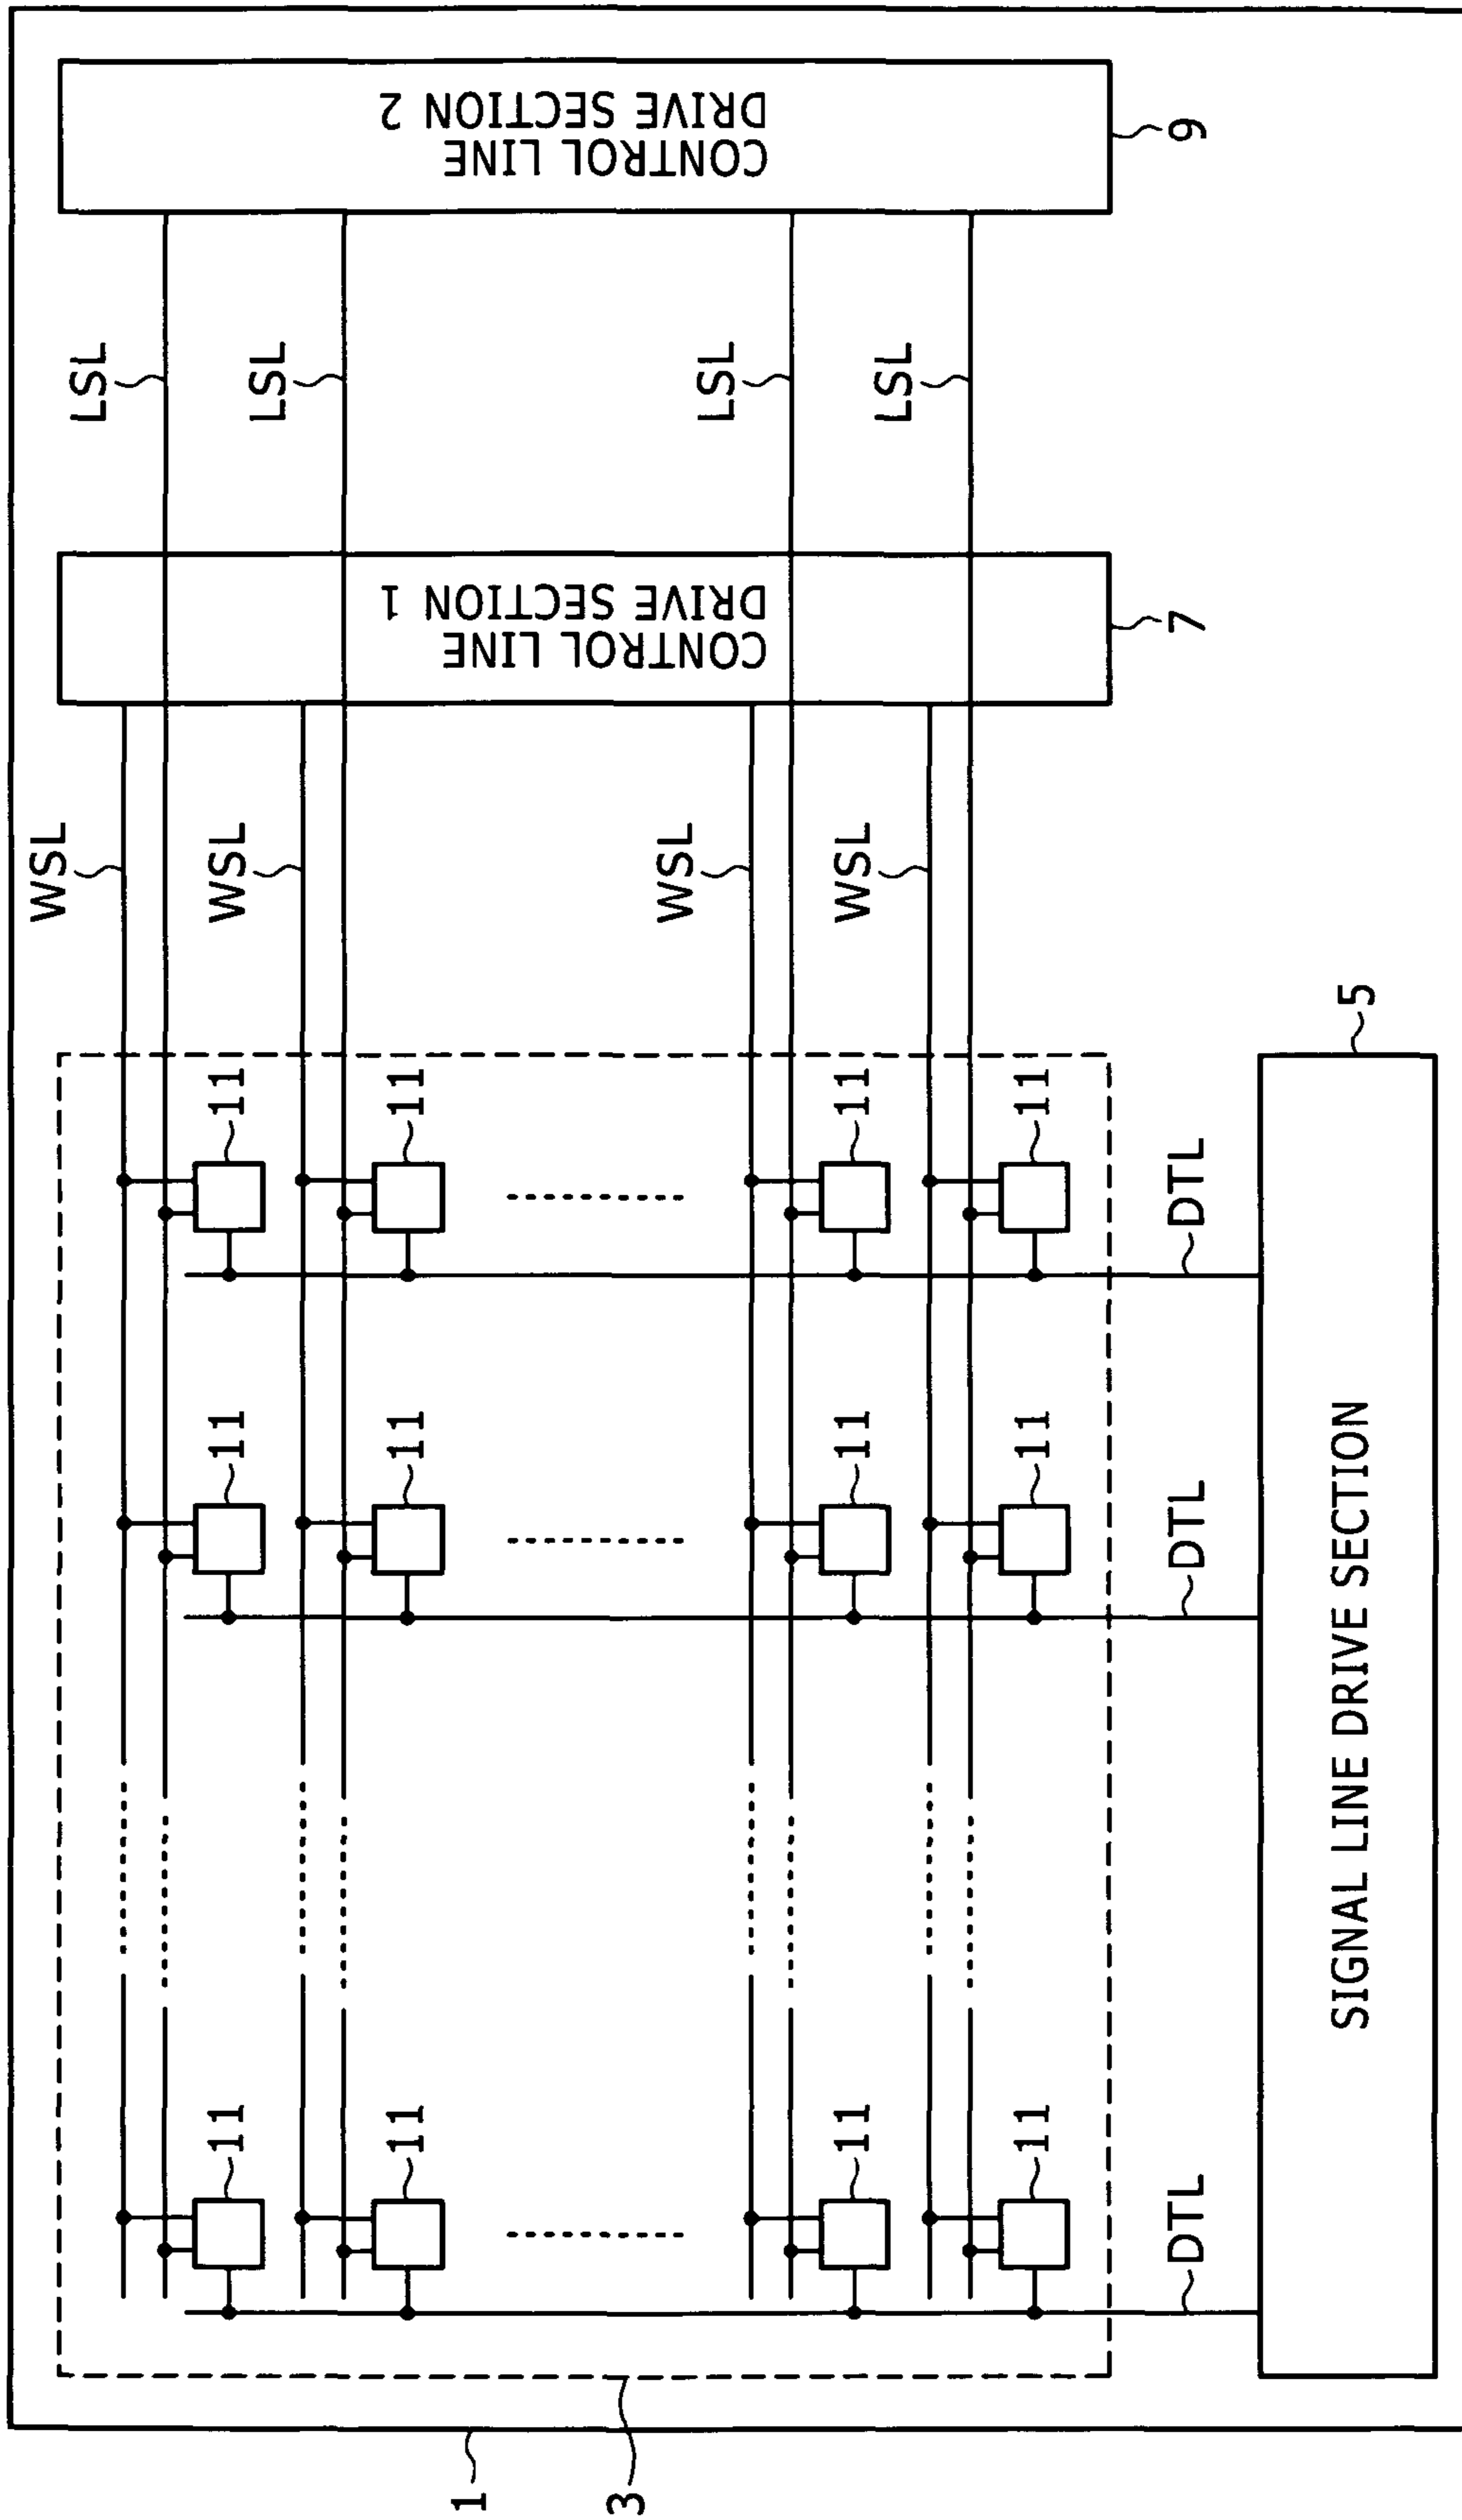 WSL
LSL
11 11 11
WSL
LSL
11 11 11
1
3
CONTROL LINE
DRIVE SECTION 1
CONTROL LINE
DRIVE SECTION 2
WSL
LSL
11 11 11
WSL
LSL
11 11 11
DTL DTL DTL
7
9
SIGNAL LINE DRIVE SECTION
5